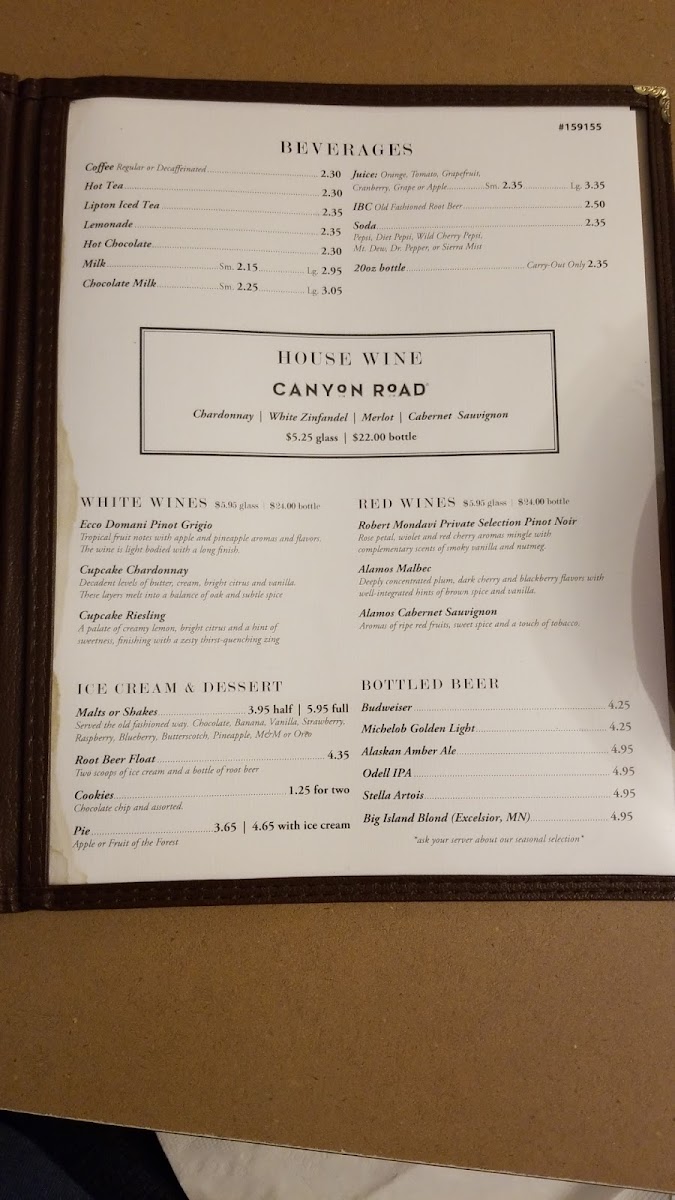 #159155
BEVERAGES
Coffee Regular or Decaffeinated 2.30
Hot Tea 2.30
Lipton Iced Tea 2.35
Lemonade 2.35
Hot Chocolate 2.30
Milk Sm. 2.15 Lg. 2.95
Chocolate Milk Sm. 2.25 Lg. 3.05
Juice: Orange, Tomato, Grapefruit,
Cranberry, Grape or Apple Sm. 2.35 Lg. 3.35
IBC Old Fashioned Root Beer 2.50
Soda 2.35
Pepsi, Diet Pepsi, Wild Cherry Pepsi,
Mt. Dew, Dr. Pepper, or Sierra Mist
20oz bottle Carry-Out Only 2.35
HOUSE WINE
CANYON ROAD
Chardonnay | White Zinfandel | Merlot | Cabernet Sauvignon
$5.25 glass | $22.00 bottle
WHITE WINES $5.95 glass | $24.00 bottle
Ecco Domani Pinot Grigio
Tropical fruit notes with apple and pineapple aromas and flavors.
The wine is light bodied with a long finish.
Cupcake Chardonnay
Decadent levels of butter, cream, bright citrus and vanilla.
These layers melt into a balance of oak and subtle spice
Cupcake Riesling
A palate of creamy lemon, bright citrus and a hint of
sweetness, finishing with a zesty thirst-quenching zing
RED WINES $5.95 glass | $24.00 bottle
Robert Mondavi Private Selection Pinot Noir
Rose petal, violet and red cherry aromas mingle with
complementary scents of smoky vanilla and nutmeg.
Alamos Malbec
Deeply concentrated plum, dark cherry and blackberry flavors with
well-integrated hints of brown spice and vanilla.
Alamos Cabernet Sauvignon
Aromas of ripe red fruits, sweet spice and a touch of tobacco.
ICE CREAM & DESSERT
Malts or Shakes 3.95 half | 5.95 full
Served the old fashioned way. Chocolate, Banana, Vanilla, Strawberry,
Raspberry, Blueberry, Butterscotch, Pineapple, M&M or Oreo
Root Beer Float 4.35
Two scoops of ice cream and a bottle of root beer
Cookies 1.25 for two
Chocolate chip and assorted.
Pie 3.65 | 4.65 with ice cream
Apple or Fruit of the Forest
BOTTLED BEER
Budweiser 4.25
Michelob Golden Light 4.25
Alaskan Amber Ale 4.95
Odell IPA 4.95
Stella Artois 4.95
Big Island Blond (Excelsior, MN) 4.95
*ask your server about our seasonal selection*